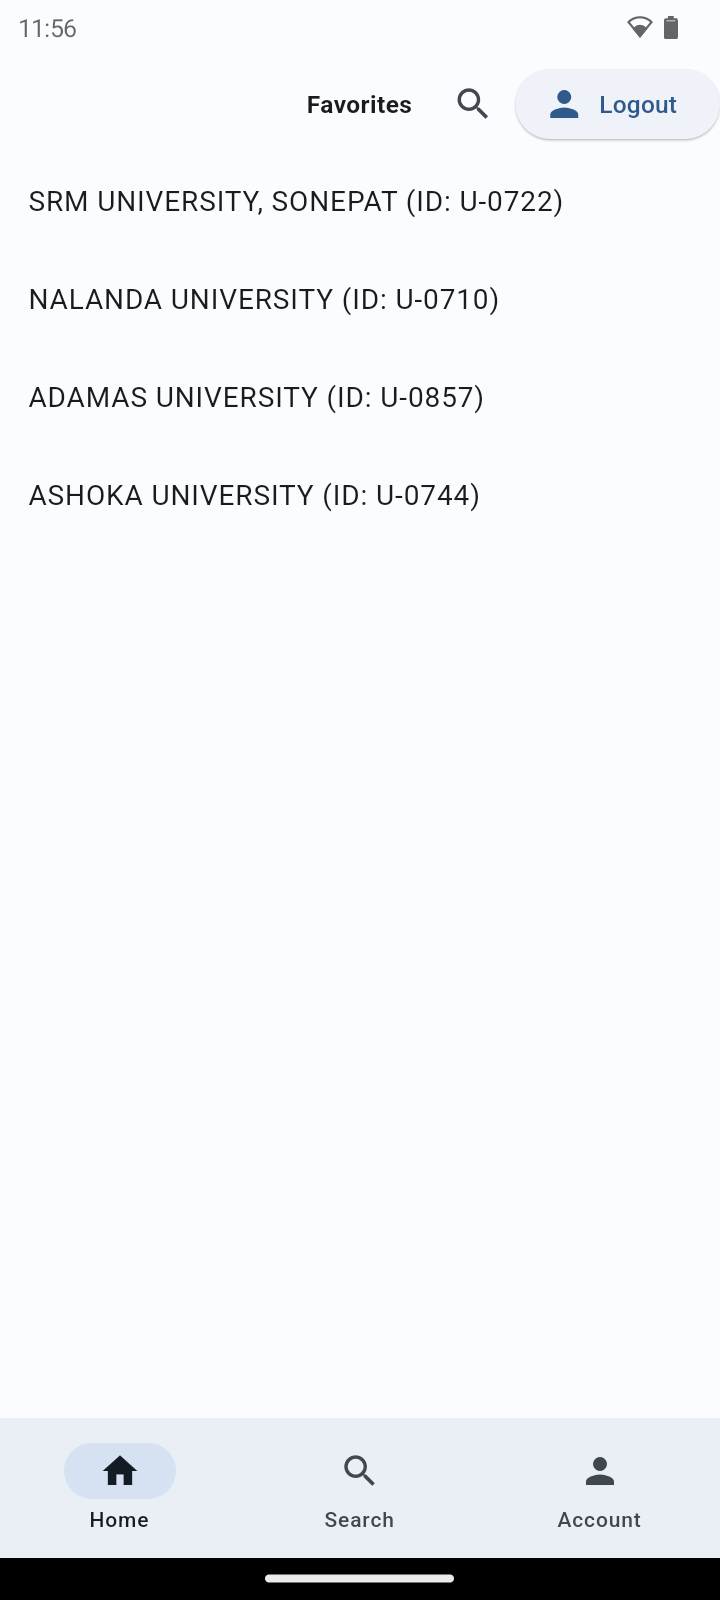 11:56
Favorites
Logout
SRM UNIVERSITY, SONEPAT (ID: U-0722)
NALANDA UNIVERSITY (ID: U-0710)
ADAMAS UNIVERSITY (ID: U-0857)
ASHOKA UNIVERSITY (ID: U-0744)
Home
Search
Account